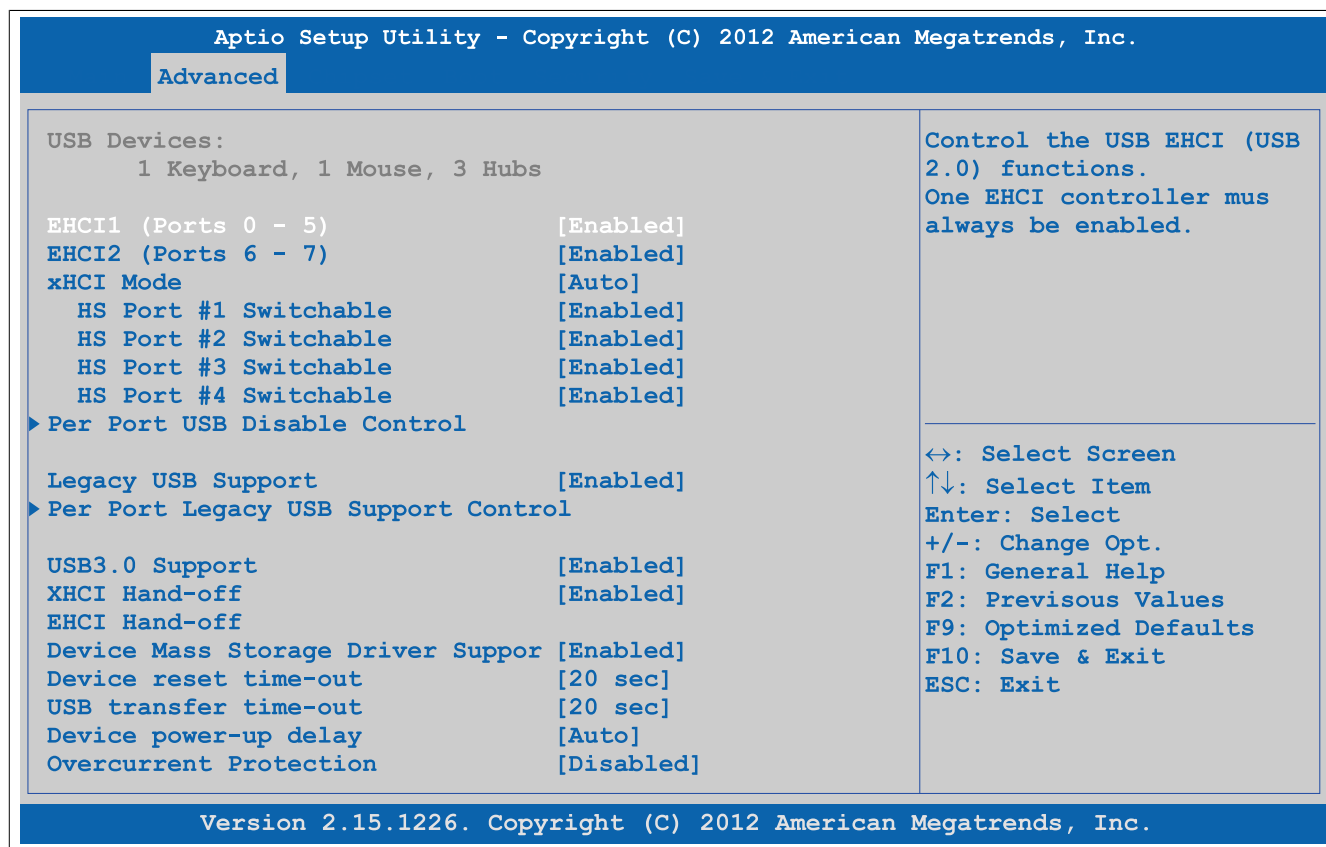 Aptio Setup Utility - Copyright (C) 2012 American Megatrends, Inc.
Advanced
USB Devices:
1 Keyboard, 1 Mouse, 3 Hubs
EHCI1 (Ports 0 - 5) [Enabled]
EHCI2 (Ports 6 - 7) [Enabled]
xHCI Mode [Auto]
HS Port #1 Switchable [Enabled]
HS Port #2 Switchable [Enabled]
HS Port #3 Switchable [Enabled]
HS Port #4 Switchable [Enabled]
Per Port USB Disable Control
Legacy USB Support [Enabled]
Per Port Legacy USB Support Control
USB3.0 Support [Enabled]
XHCI Hand-off [Enabled]
EHCI Hand-off
Device Mass Storage Driver Suppor [Enabled]
Device reset time-out [20 sec]
USB transfer time-out [20 sec]
Device power-up delay [Auto]
Overcurrent Protection [Disabled]
Control the USB EHCI (USB
2.0) functions.
One EHCI controller mus
always be enabled.
↔: Select Screen
↑↓: Select Item
Enter: Select
+/-: Change Opt.
F1: General Help
F2: Previsous Values
F9: Optimized Defaults
F10: Save & Exit
ESC: Exit
Version 2.15.1226. Copyright (C) 2012 American Megatrends, Inc.